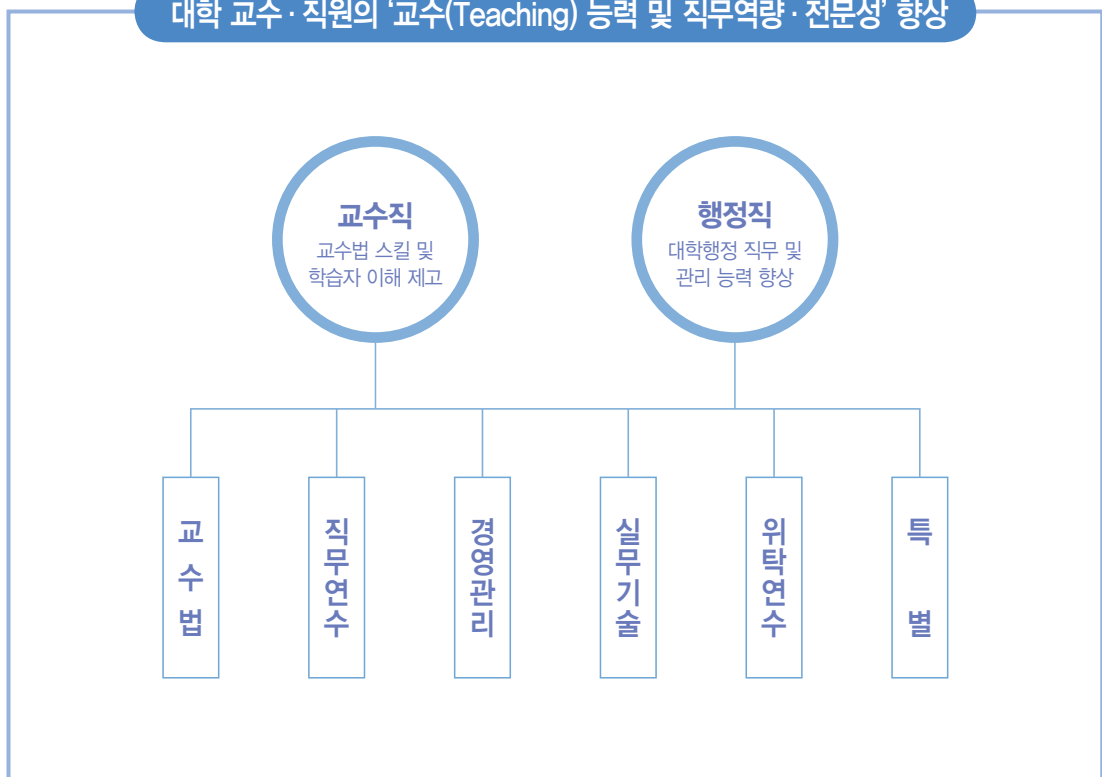 대학 교수 · 직원의 ‘교수(Teaching) 능력 및 직무역량 · 전문성’ 향상
교수직
교수법 스킬 및
학습자 이해 제고
행정직
대학행정 직무 및
관리 능력 향상
교수법
직무연수
경영관리
실무기술
위탁연수
특별